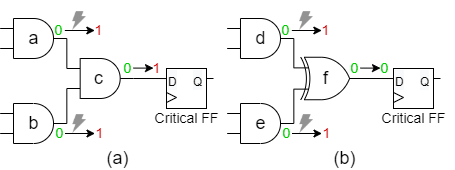 a 0→1
b 0→1
c 0→1
D Q
Critical FF
(a)
d 0→1
e 0→1
f 0→0
D Q
Critical FF
(b)